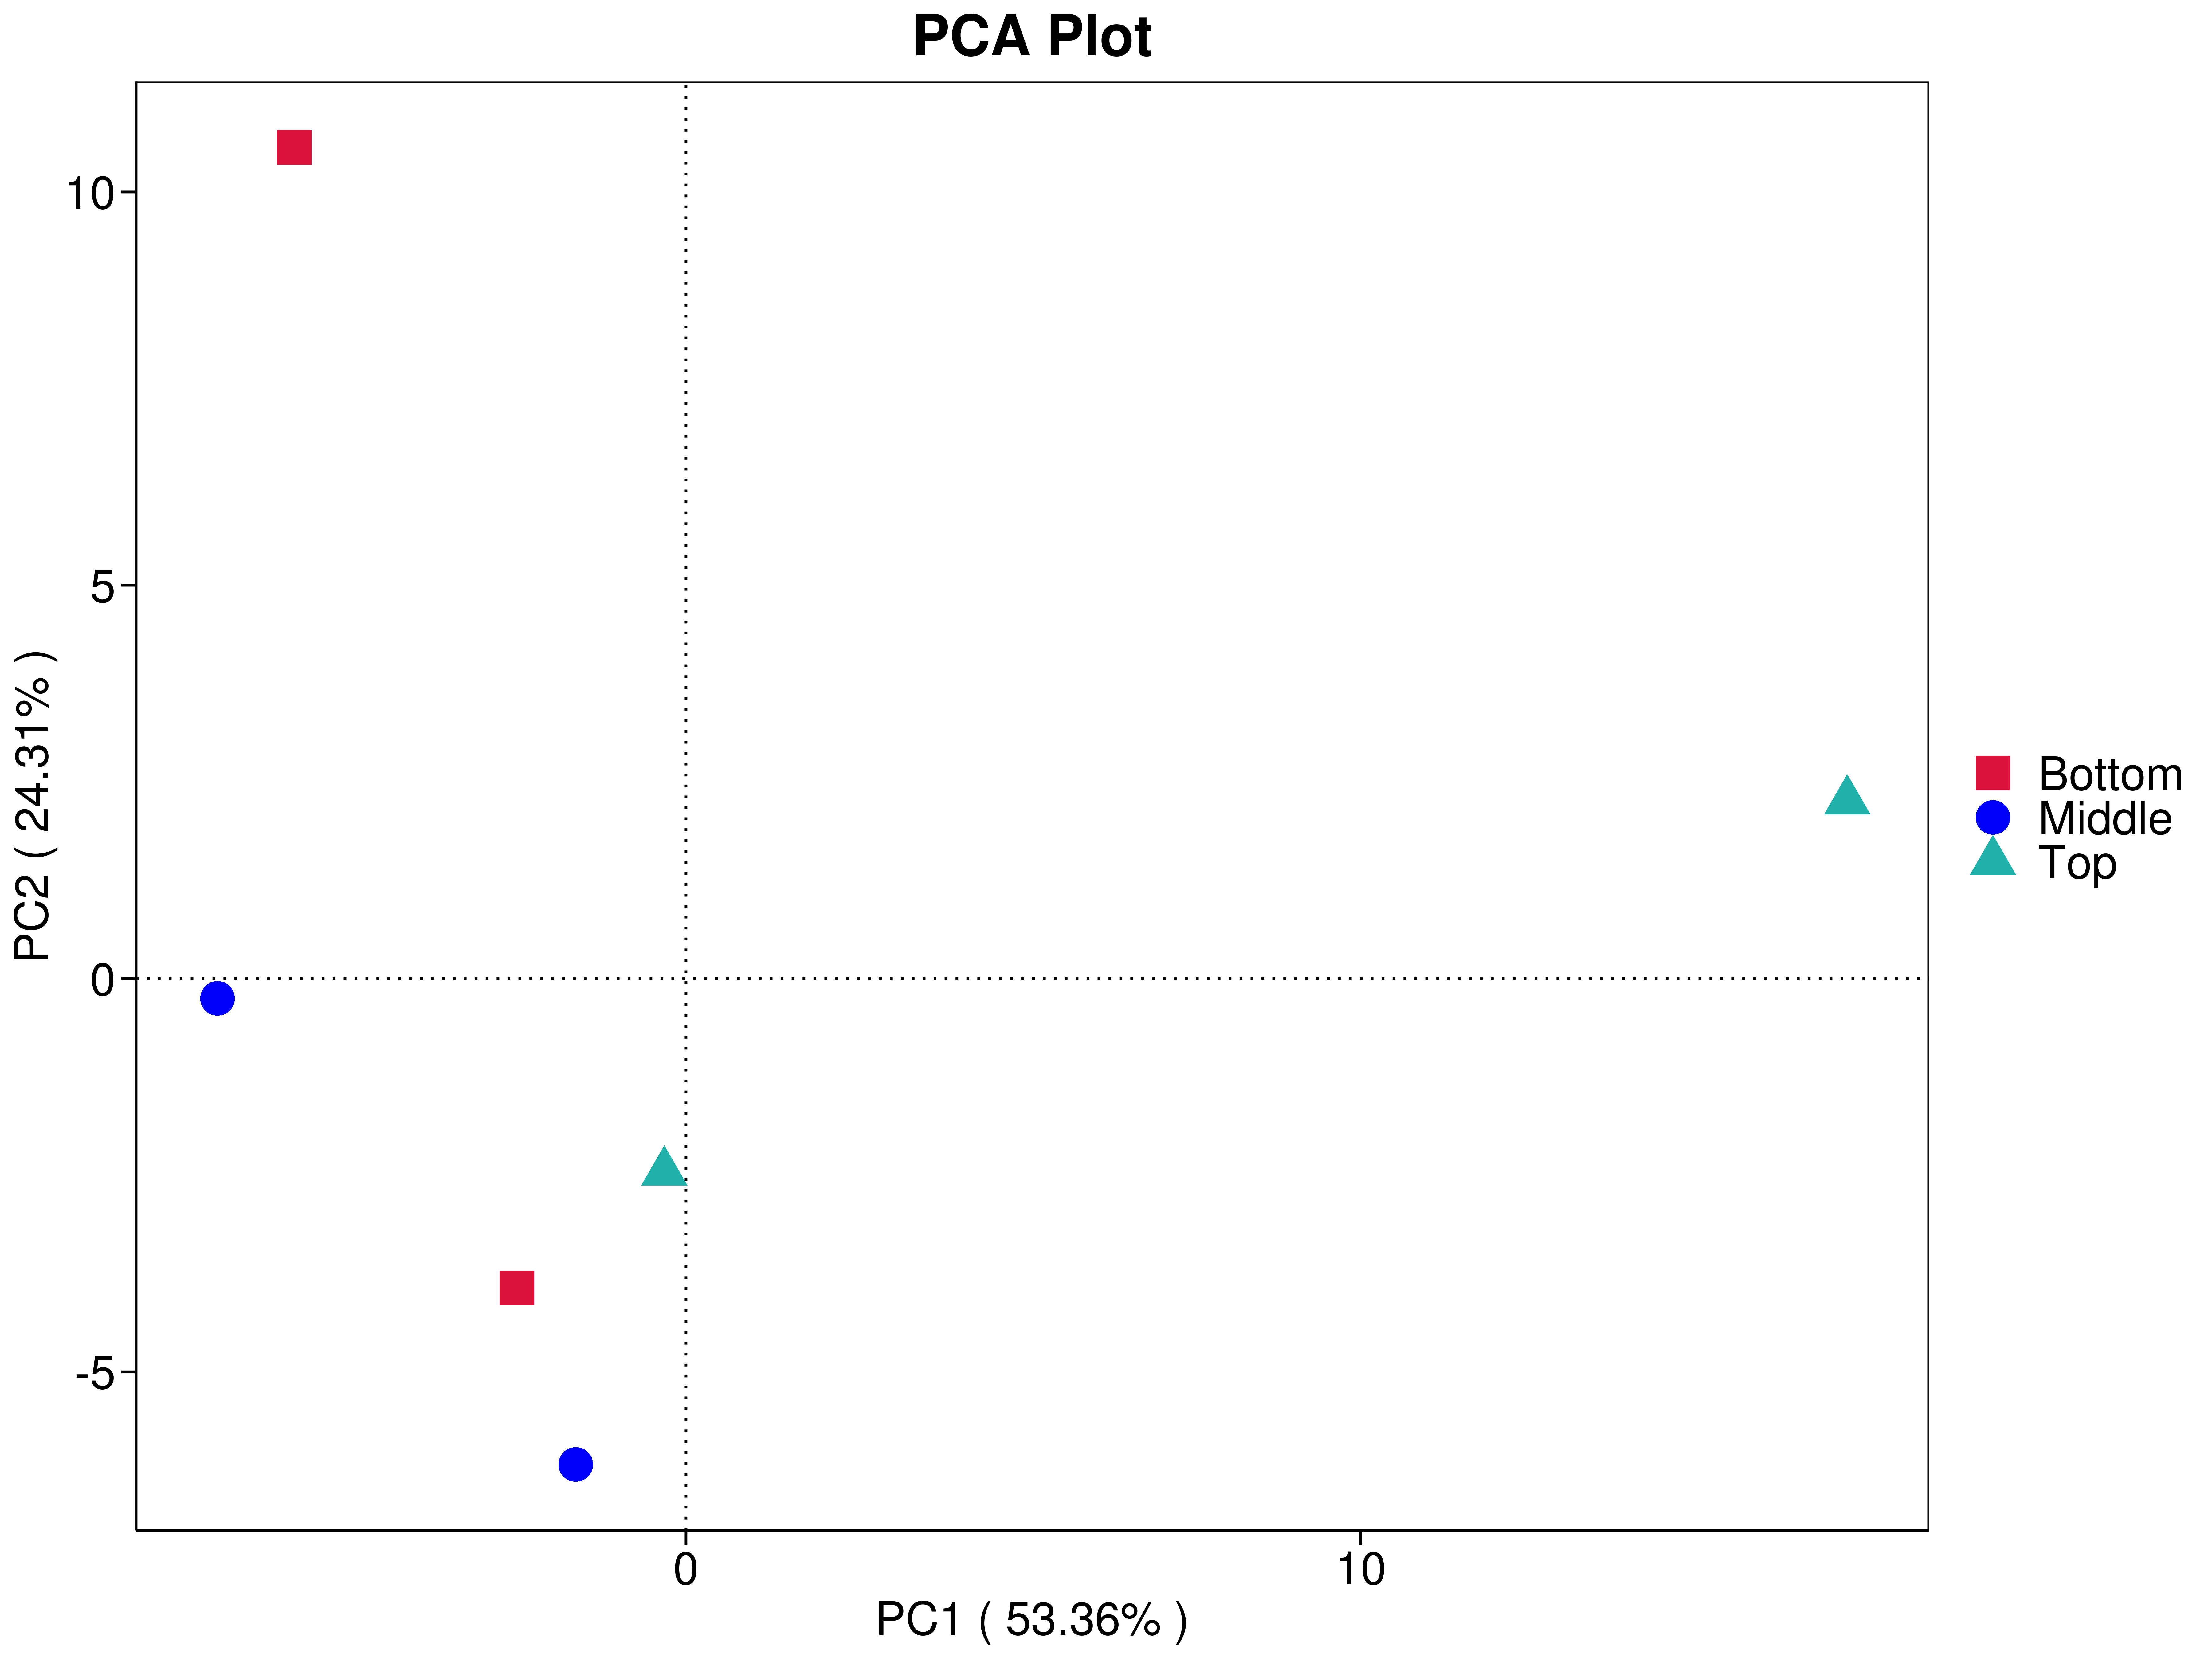 PCA Plot
10
5
0
-5
PC2 ( 24.31% )
0
10
PC1 ( 53.36% )
Bottom
Middle
Top